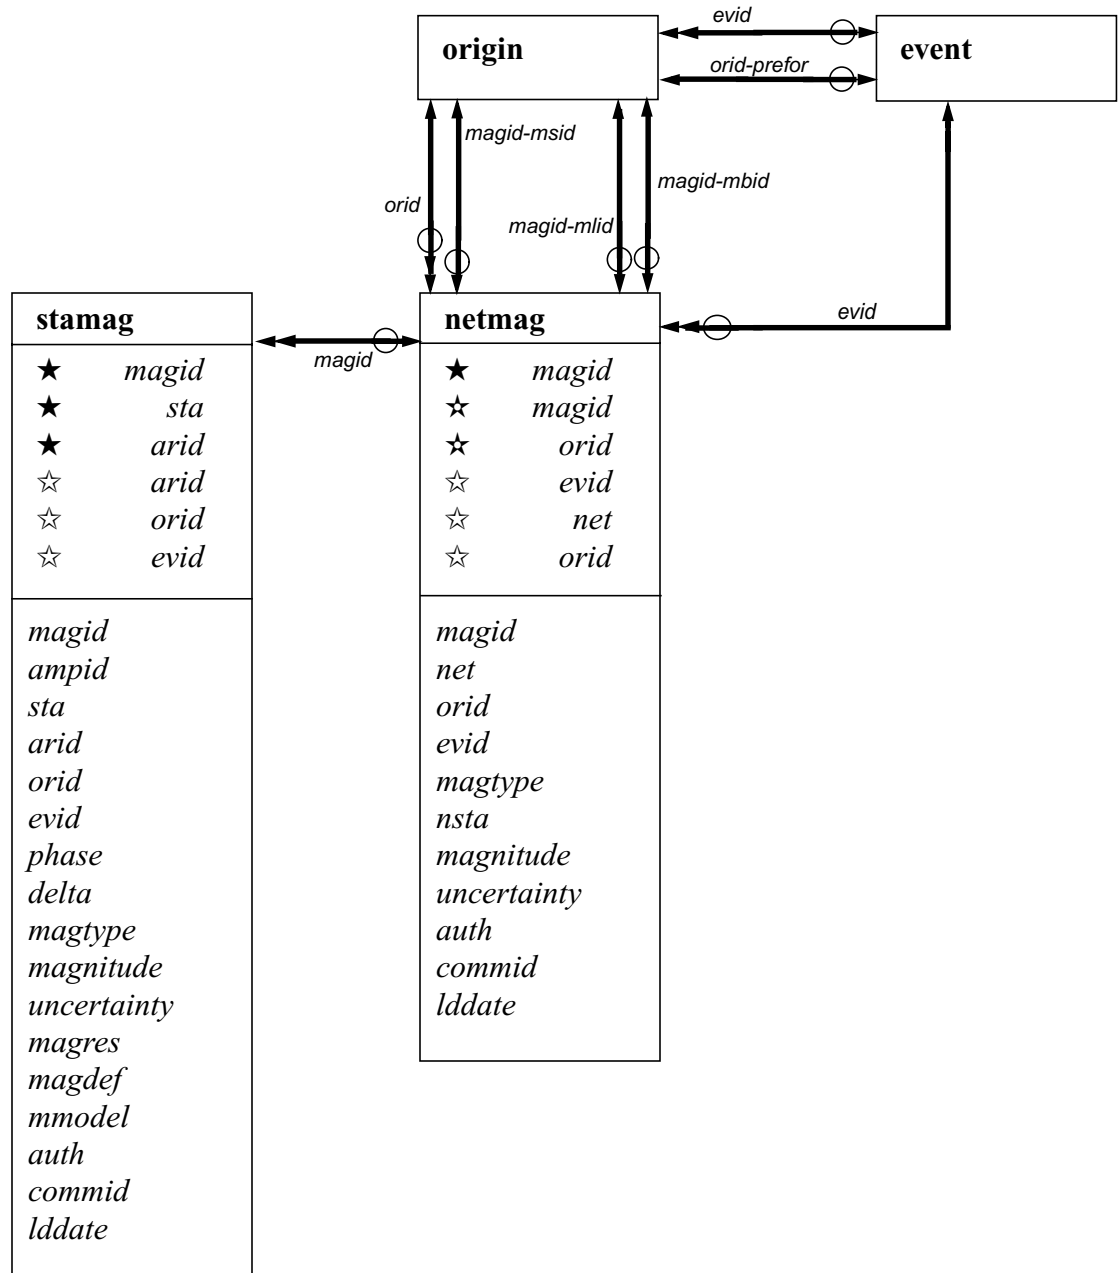 origin
event
evid
orid-prefor
orid
magid-msid
magid-mlid
magid-mbid
evid
magid
stamag
★ magid
★ sta
★ arid
☆ arid
☆ orid
☆ evid
magid
ampid
sta
arid
orid
evid
phase
delta
magtype
magnitude
uncertainty
magres
magdef
mmodel
auth
commid
lddate
netmag
★ magid
✫ magid
✫ orid
☆ evid
☆ net
☆ orid
magid
net
orid
evid
magtype
nsta
magnitude
uncertainty
auth
commid
lddate